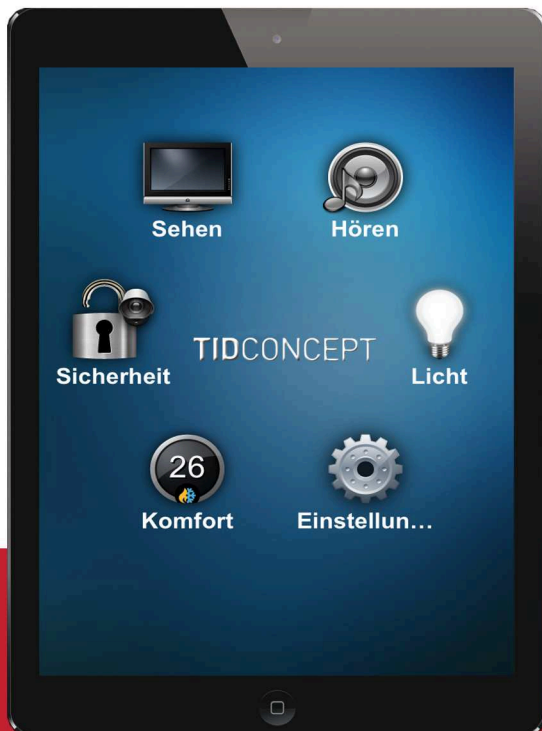 Sehen
Hören
Sicherheit
TIDCONCEPT
Licht
26
Komfort
Einstellun...